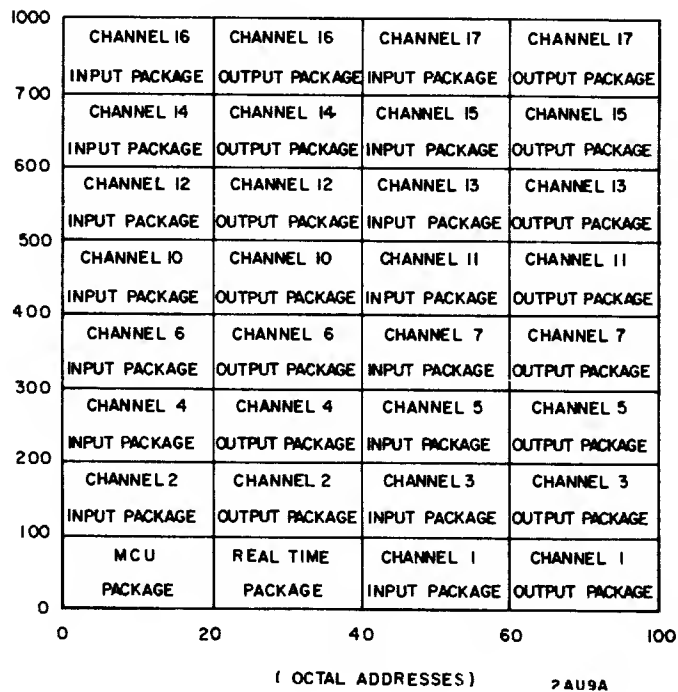 1000
CHANNEL 16 CHANNEL 16 CHANNEL 17 CHANNEL 17
INPUT PACKAGE OUTPUT PACKAGE INPUT PACKAGE OUTPUT PACKAGE
700
CHANNEL 14 CHANNEL 14 CHANNEL 15 CHANNEL 15
INPUT PACKAGE OUTPUT PACKAGE INPUT PACKAGE OUTPUT PACKAGE
600
CHANNEL 12 CHANNEL 12 CHANNEL 13 CHANNEL 13
INPUT PACKAGE OUTPUT PACKAGE INPUT PACKAGE OUTPUT PACKAGE
500
CHANNEL 10 CHANNEL 10 CHANNEL 11 CHANNEL 11
INPUT PACKAGE OUTPUT PACKAGE INPUT PACKAGE OUTPUT PACKAGE
400
CHANNEL 6 CHANNEL 6 CHANNEL 7 CHANNEL 7
INPUT PACKAGE OUTPUT PACKAGE INPUT PACKAGE OUTPUT PACKAGE
300
CHANNEL 4 CHANNEL 4 CHANNEL 5 CHANNEL 5
INPUT PACKAGE OUTPUT PACKAGE INPUT PACKAGE OUTPUT PACKAGE
200
CHANNEL 2 CHANNEL 2 CHANNEL 3 CHANNEL 3
INPUT PACKAGE OUTPUT PACKAGE INPUT PACKAGE OUTPUT PACKAGE
100
MCU REAL TIME CHANNEL 1 CHANNEL 1
PACKAGE PACKAGE INPUT PACKAGE OUTPUT PACKAGE
0
0 20 40 60 100
( OCTAL ADDRESSES) 2AU9A